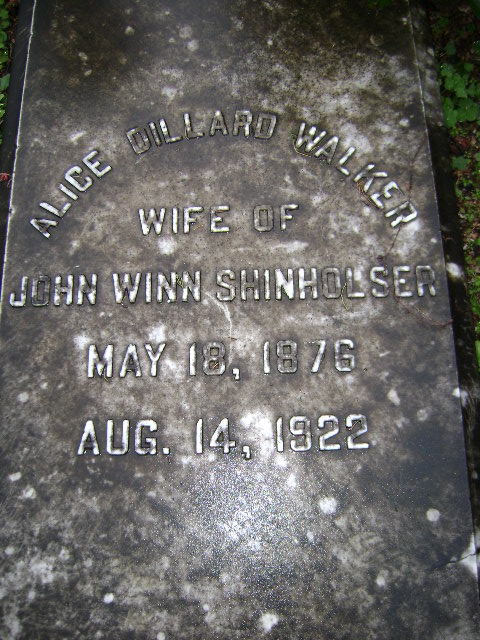 ALICE DILLARD WALKER
WIFE OF
JOHN WINN SHINHOLSER
MAY 18, 1876
AUG. 14, 1922